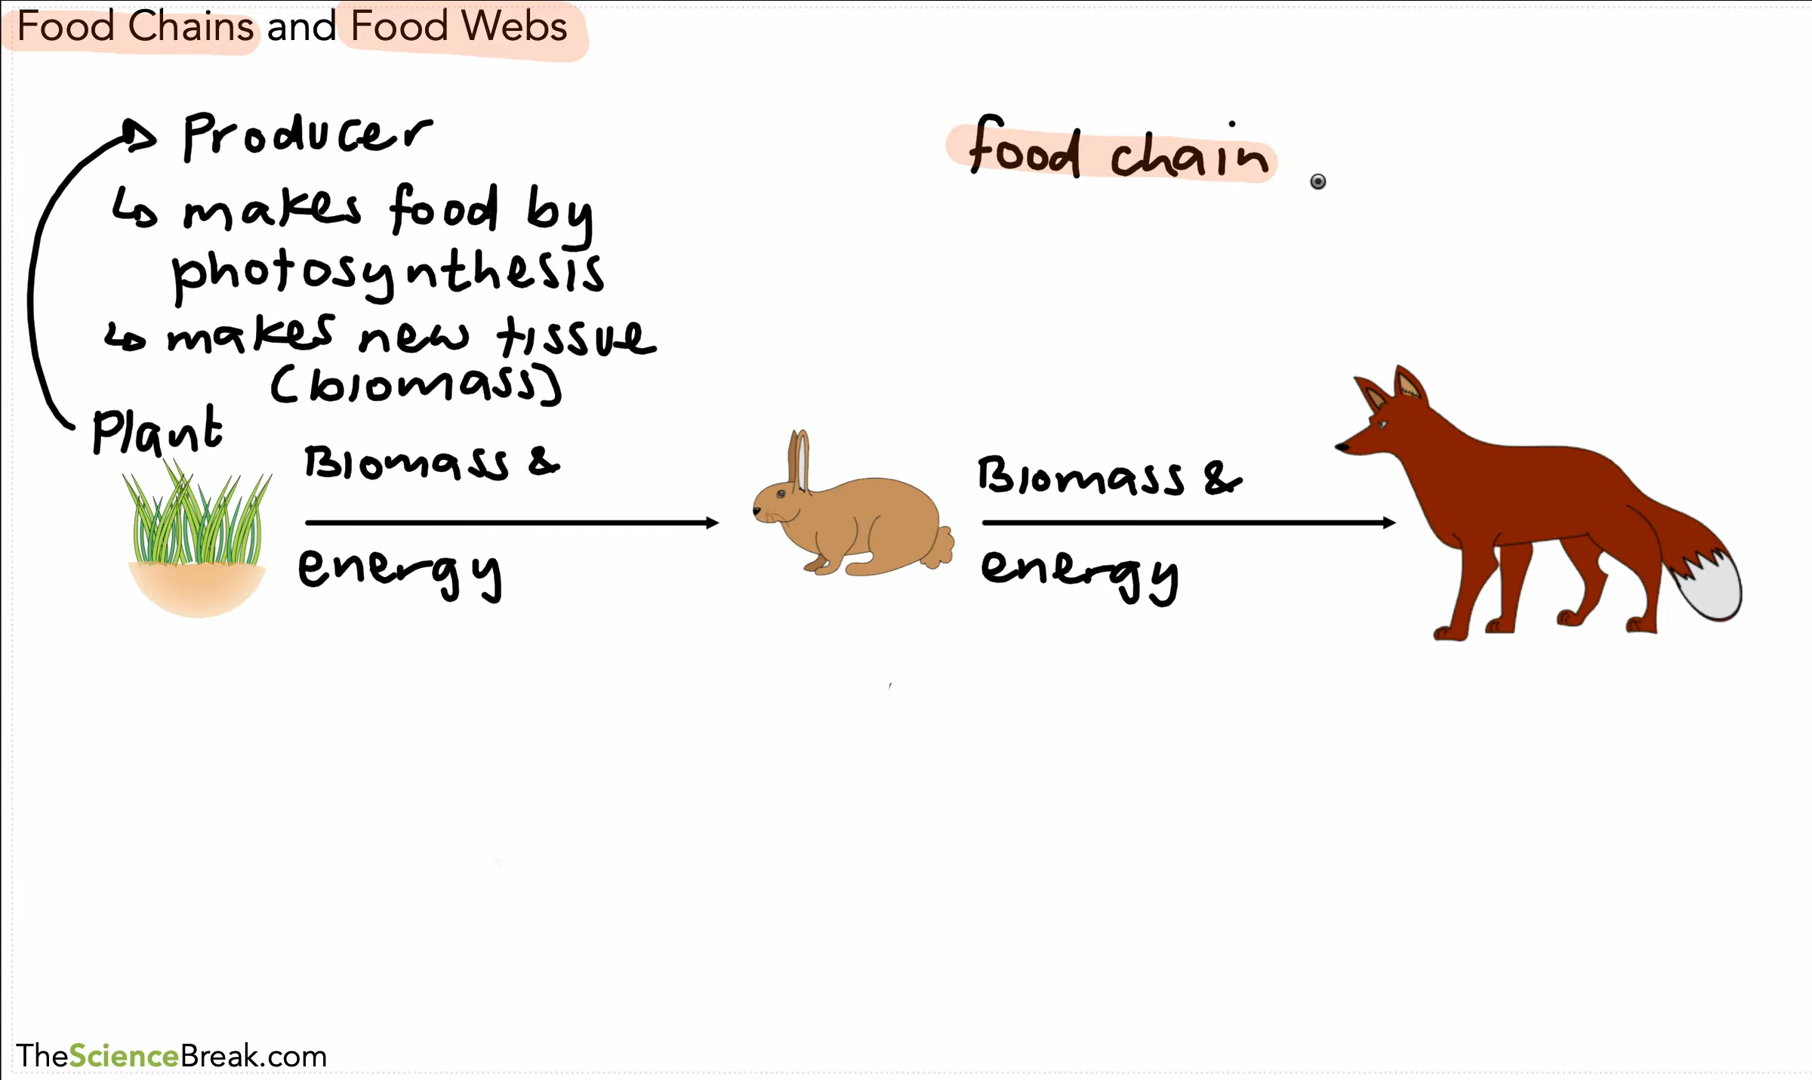 Food Chains and Food Webs
Producer
makes food by
photosynthesis
makes new tissue
(biomass)
Plant
food chain
Biomass &
energy
Biomass &
energy
TheScienceBreak.com